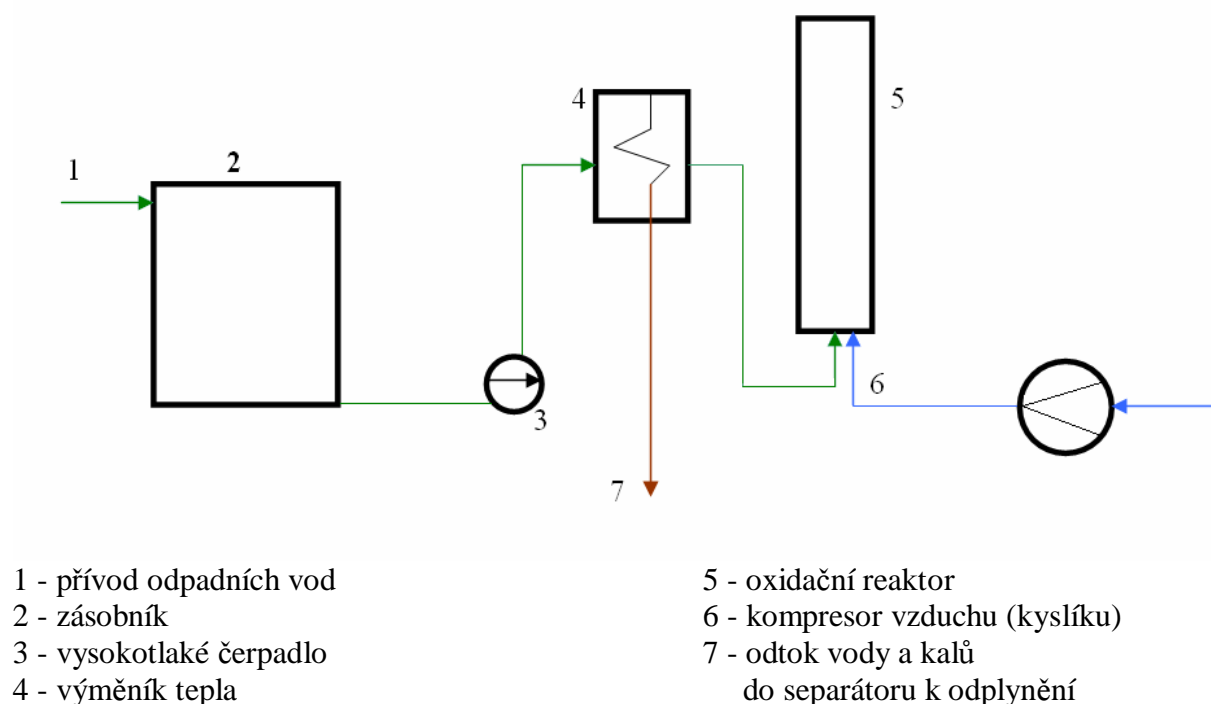 4
5
1
2
3
6
7
1 - přívod odpadních vod
2 - zásobník
3 - vysokotlaké čerpadlo
4 - výměník tepla
5 - oxidační reaktor
6 - kompresor vzduchu (kyslíku)
7 - odtok vody a kalů
do separátoru k odplynění